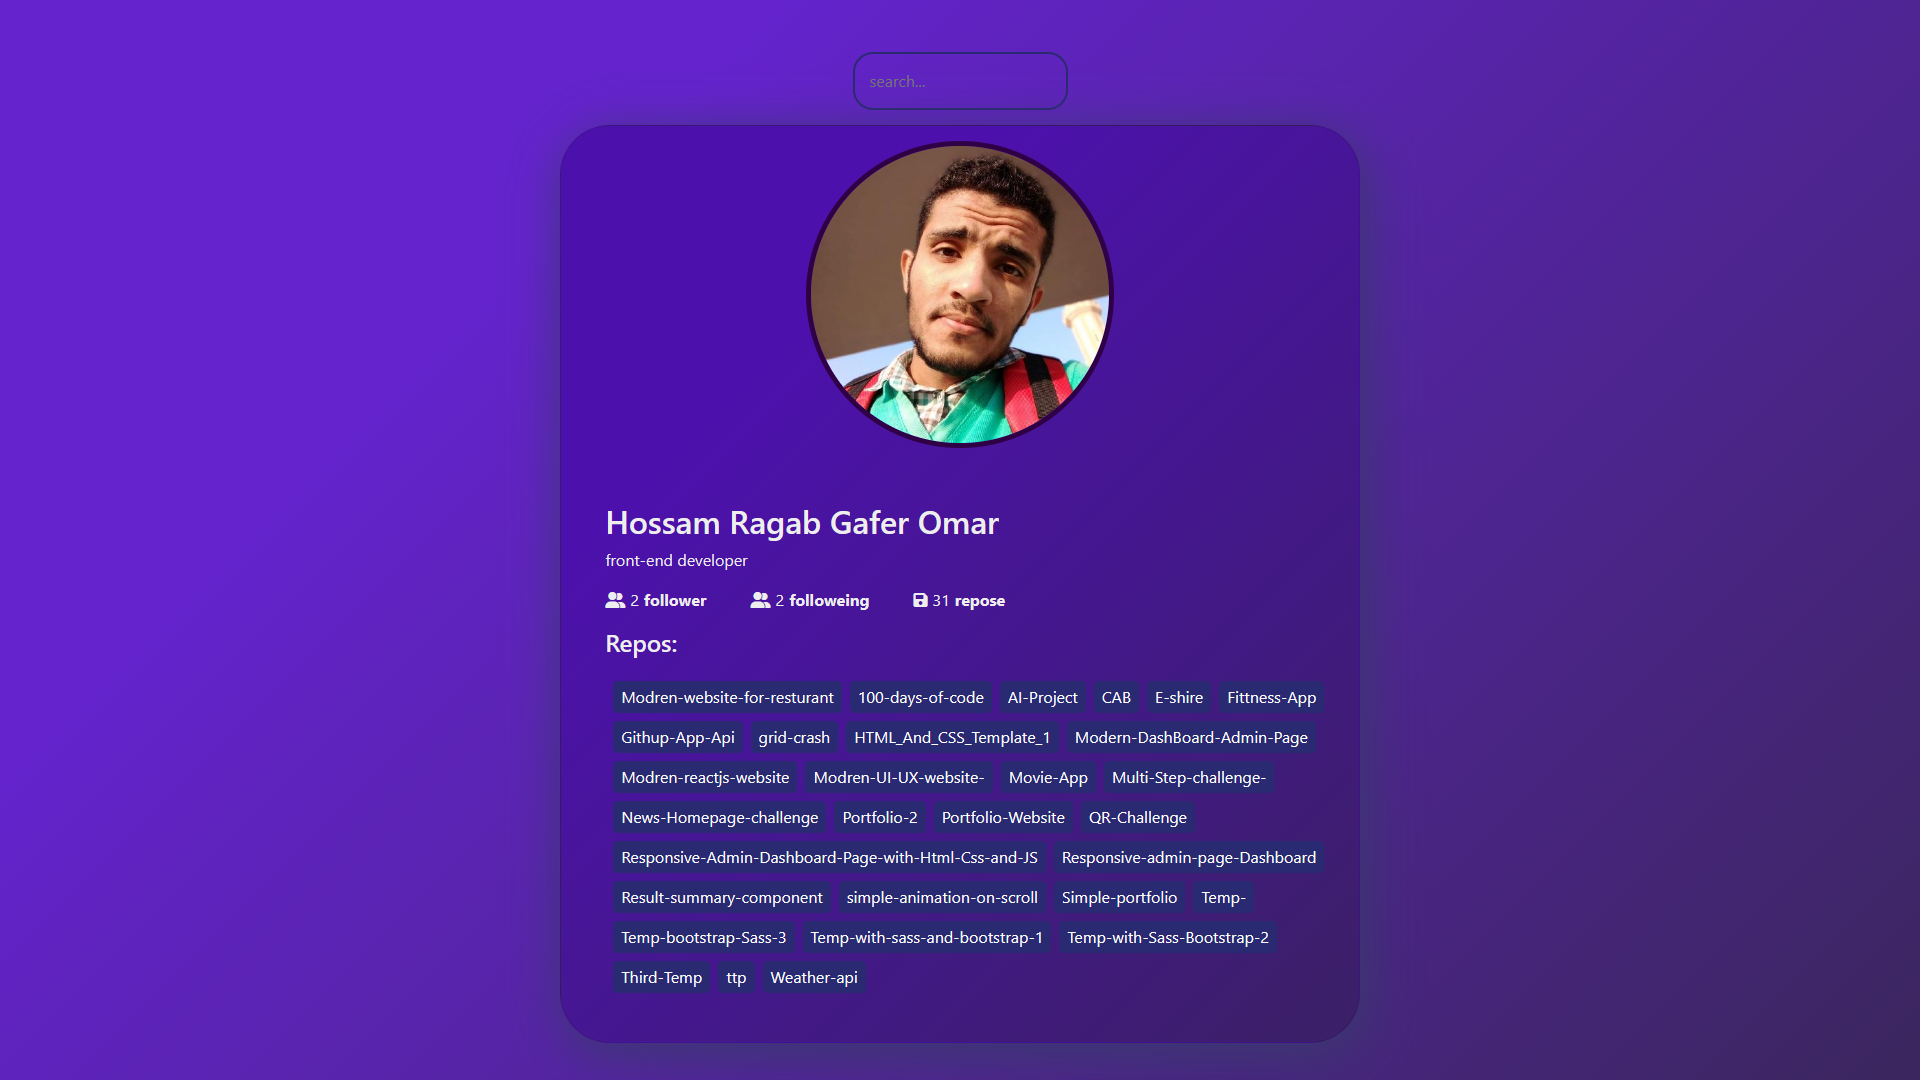 search...
Hossam Ragab Gafer Omar
front-end developer
2 follower 2 followeing 31 repose
Repos:
Modren-website-for-resturant 100-days-of-code AI-Project CAB E-shire Fittness-App
Githup-App-Api grid-crash HTML_And_CSS_Template_1 Modern-DashBoard-Admin-Page
Modren-reactjs-website Modren-UI-UX-website- Movie-App Multi-Step-challenge-
News-Homepage-challenge Portfolio-2 Portfolio-Website QR-Challenge
Responsive-Admin-Dashboard-Page-with-Html-Css-and-JS Responsive-admin-page-Dashboard
Result-summary-component simple-animation-on-scroll Simple-portfolio Temp-
Temp-bootstrap-Sass-3 Temp-with-sass-and-bootstrap-1 Temp-with-Sass-Bootstrap-2
Third-Temp ttp Weather-api